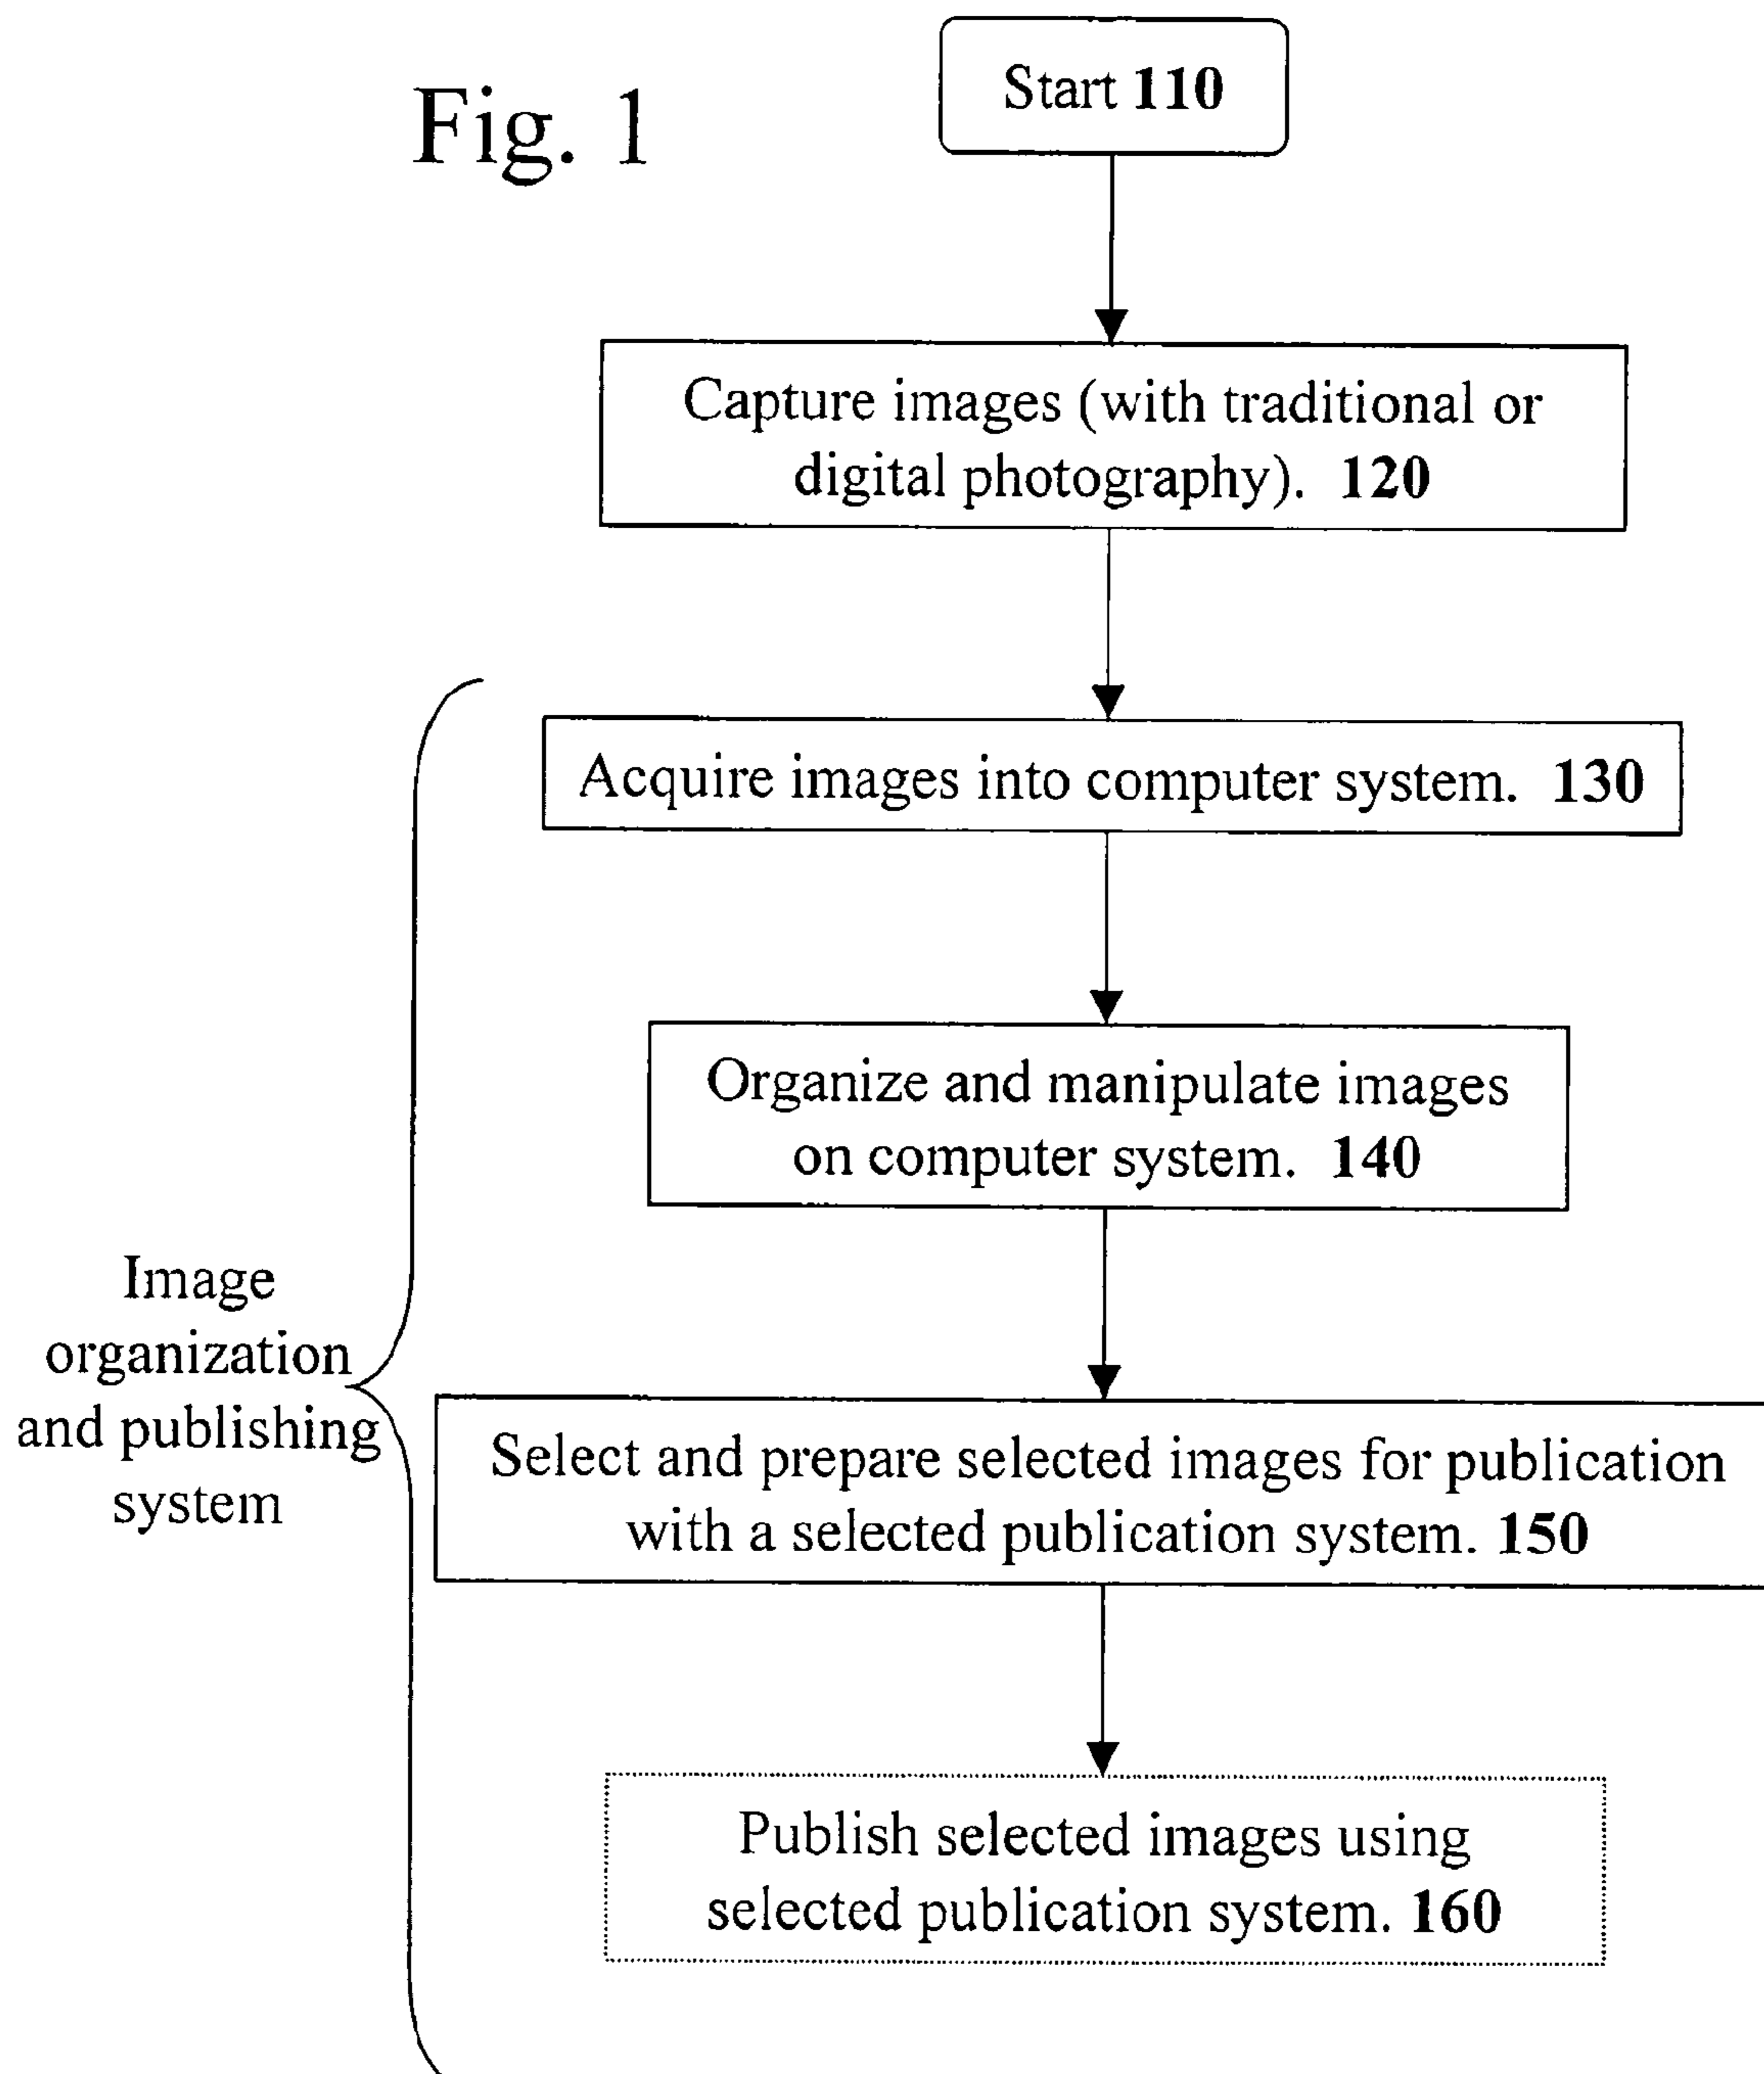 Fig. 1
Start 110
Capture images (with traditional or
digital photography). 120
Acquire images into computer system. 130
Organize and manipulate images
on computer system. 140
Image
organization
and publishing
system
Select and prepare selected images for publication
with a selected publication system. 150
Publish selected images using
selected publication system. 160